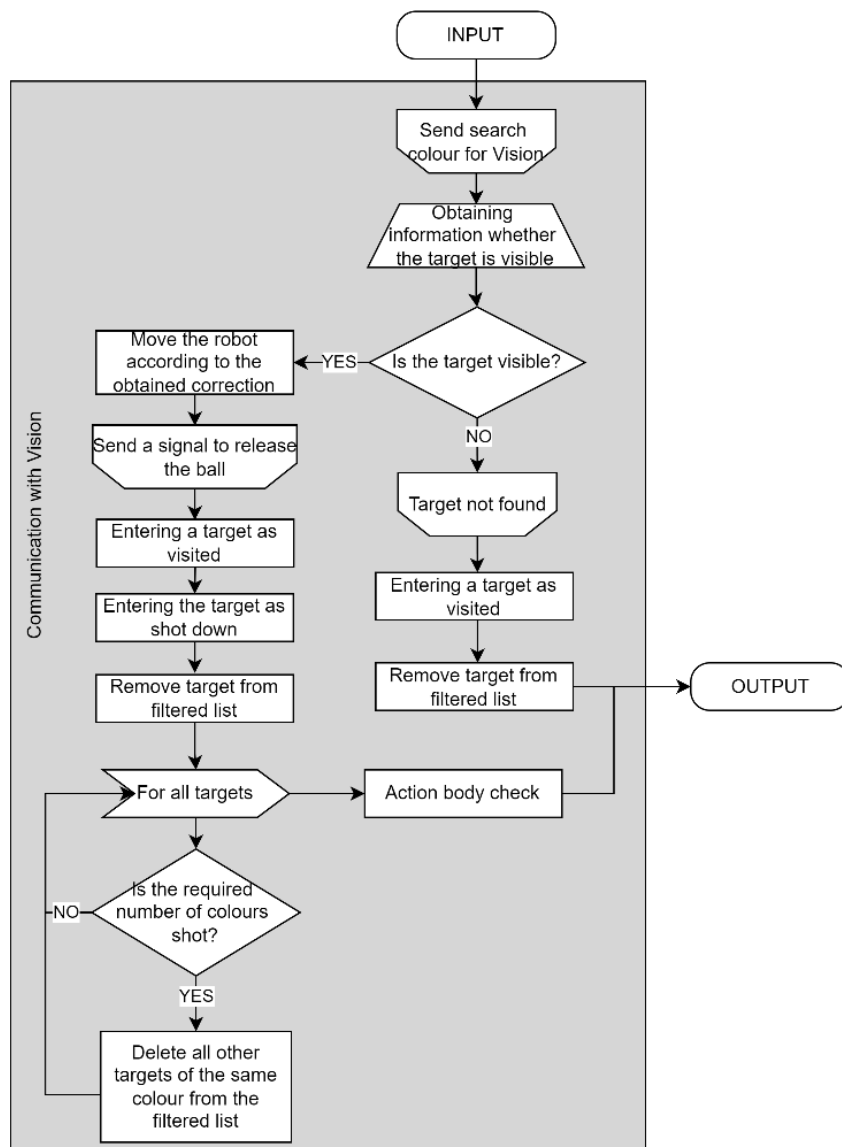 INPUT
Send search
colour for Vision
Obtaining
information whether
the target is visible
Is the target visible?
YES
Move the robot
according to the
obtained correction
NO
Send a signal to release
the ball
Target not found
Entering a target as
visited
Entering a target as
visited
Entering the target as
shot down
Remove target from
filtered list
Remove target from
filtered list
OUTPUT
Communication with Vision
For all targets
Action body check
Is the required
number of colours
shot?
NO
YES
Delete all other
targets of the same
colour from the
filtered list